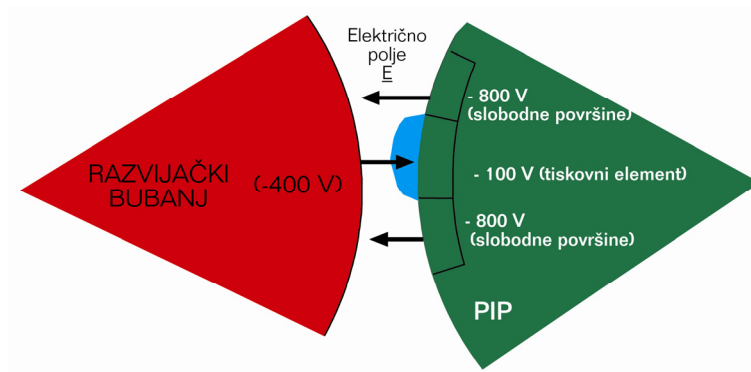 Električno
polje
E
- 800 V
(slobodne površine)
RAZVIJAČKI
BUBANJ
(-400 V)
- 100 V (tiskovni element)
- 800 V
(slobodne površine)
PIP